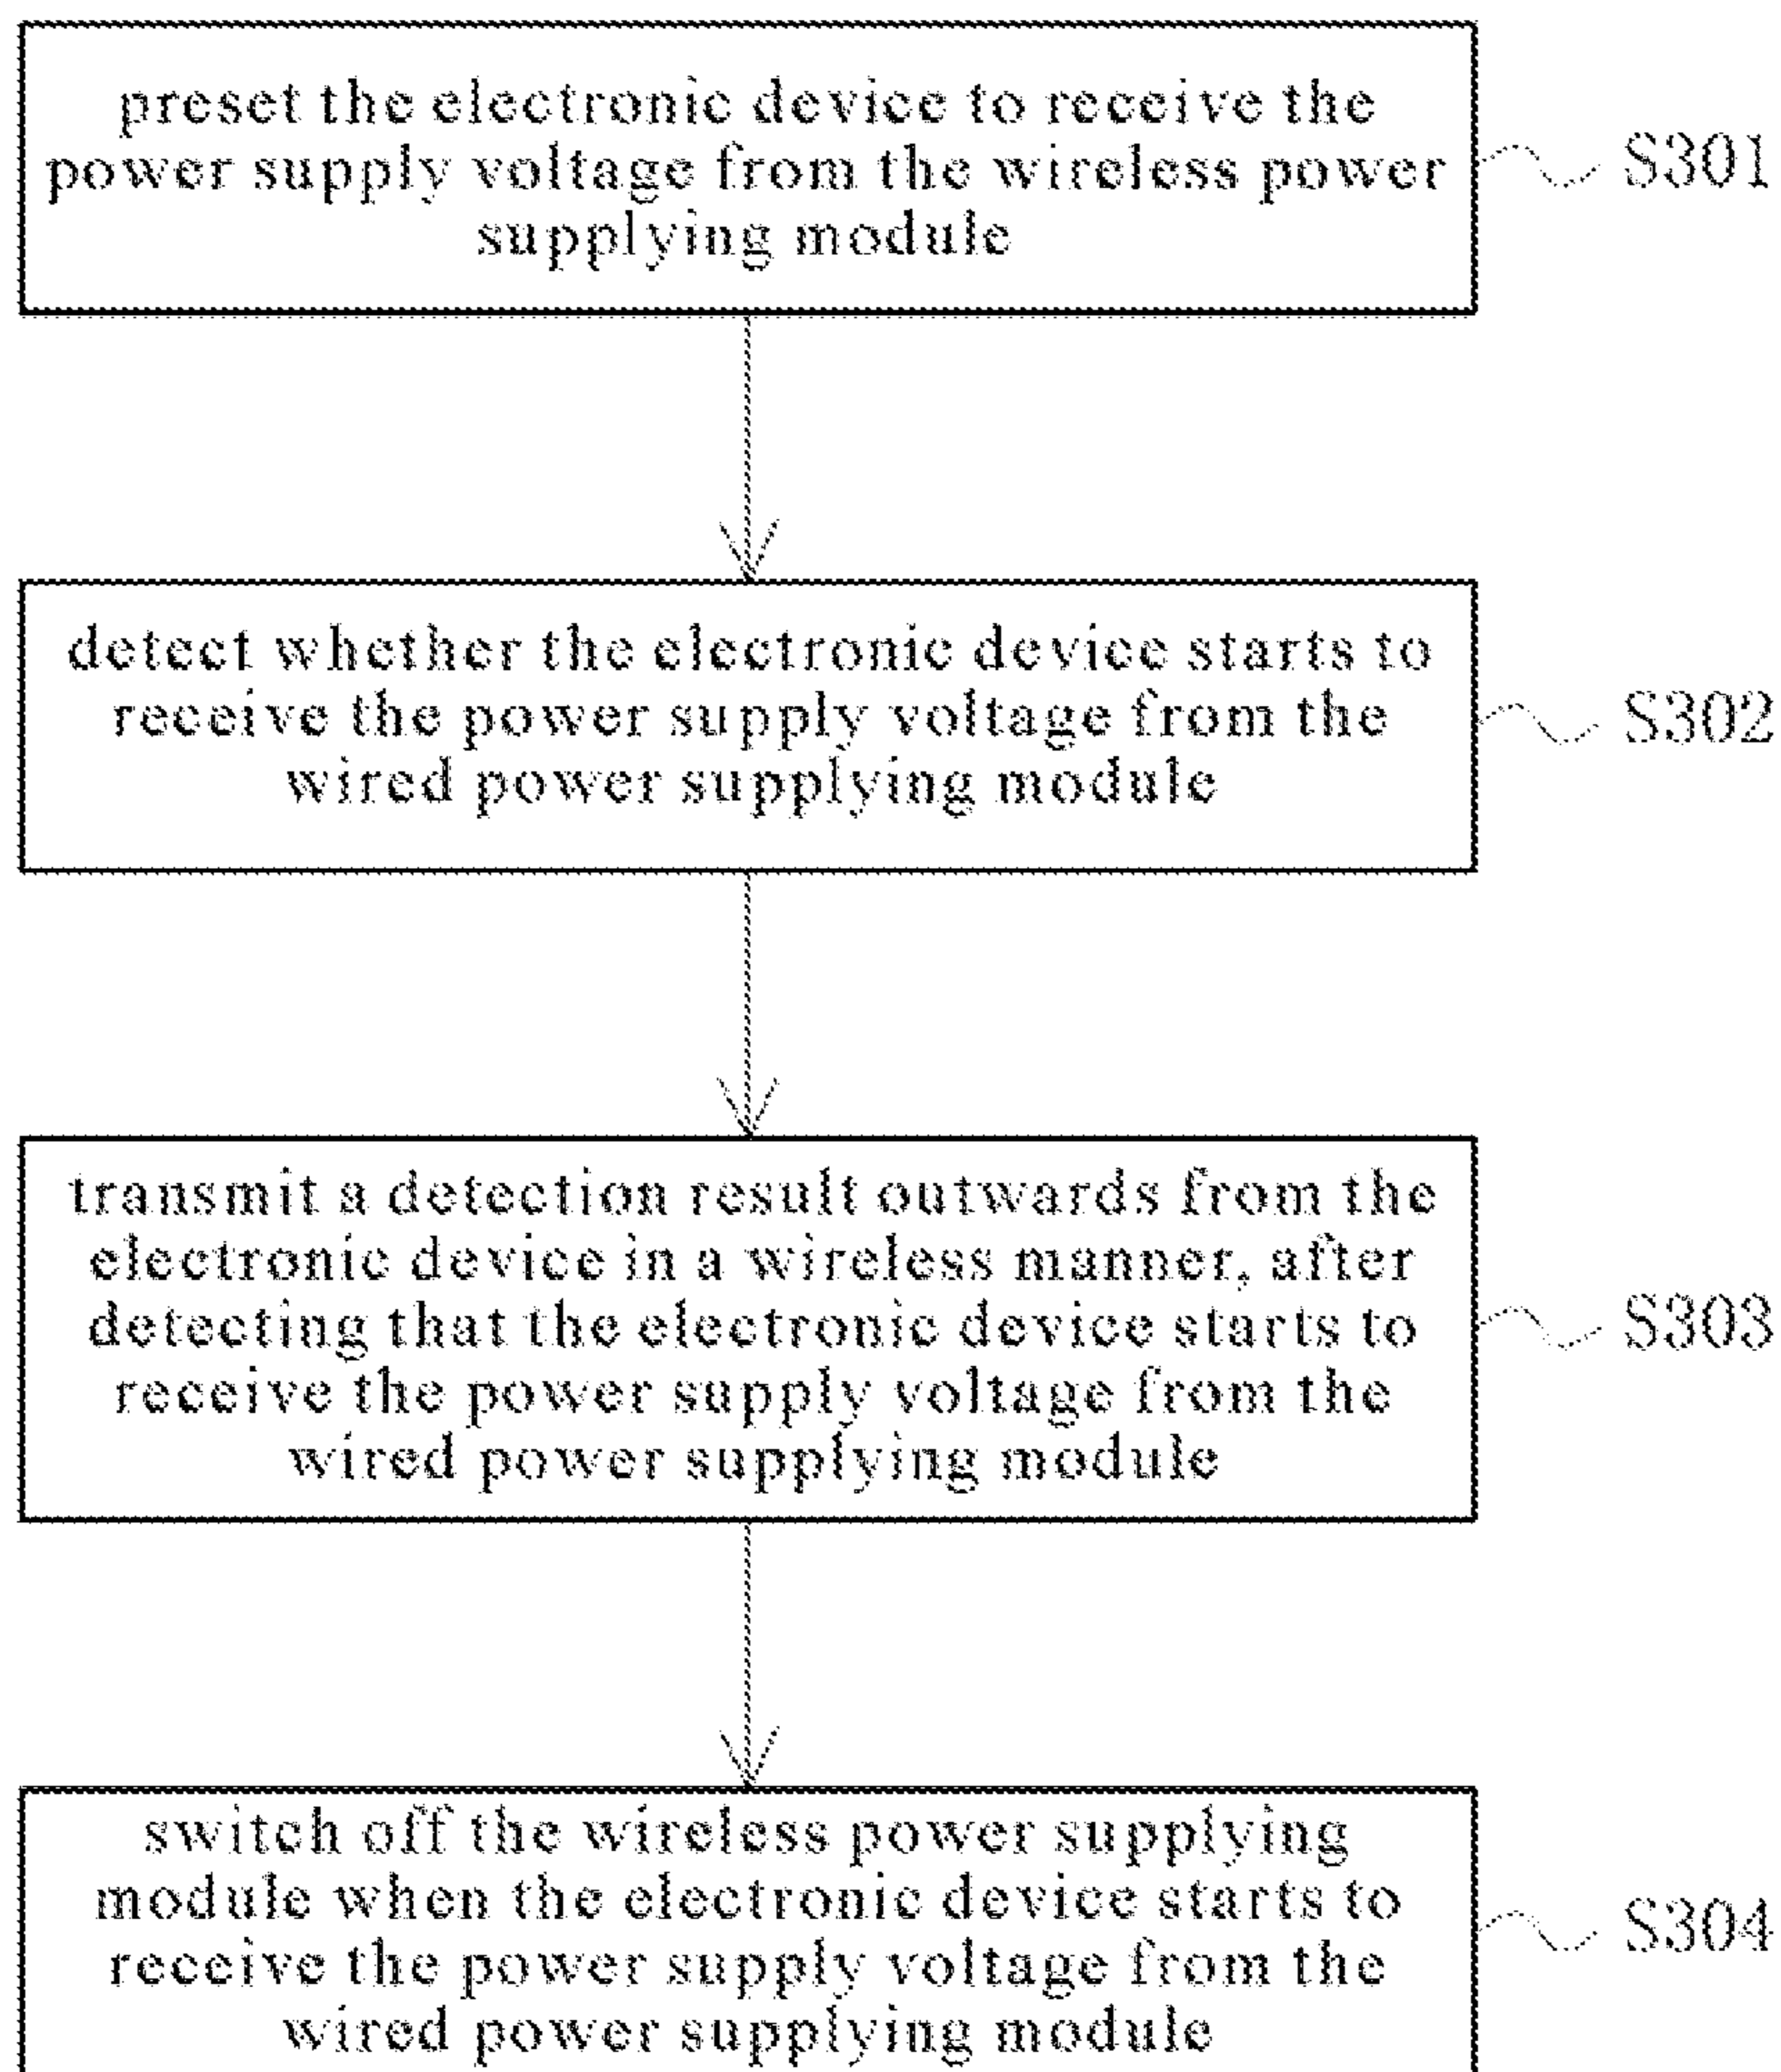 preset the electronic device to receive the
power supply voltage from the wireless power
supplying module
S301
detect whether the electronic device starts to
receive the power supply voltage from the
wired power supplying module
S302
transmit a detection result outwards from the
electronic device in a wireless manner, after
detecting that the electronic device starts to
receive the power supply voltage from the
wired power supplying module
S303
switch off the wireless power supplying
module when the electronic device starts to
receive the power supply voltage from the
wired power supplying module
S304